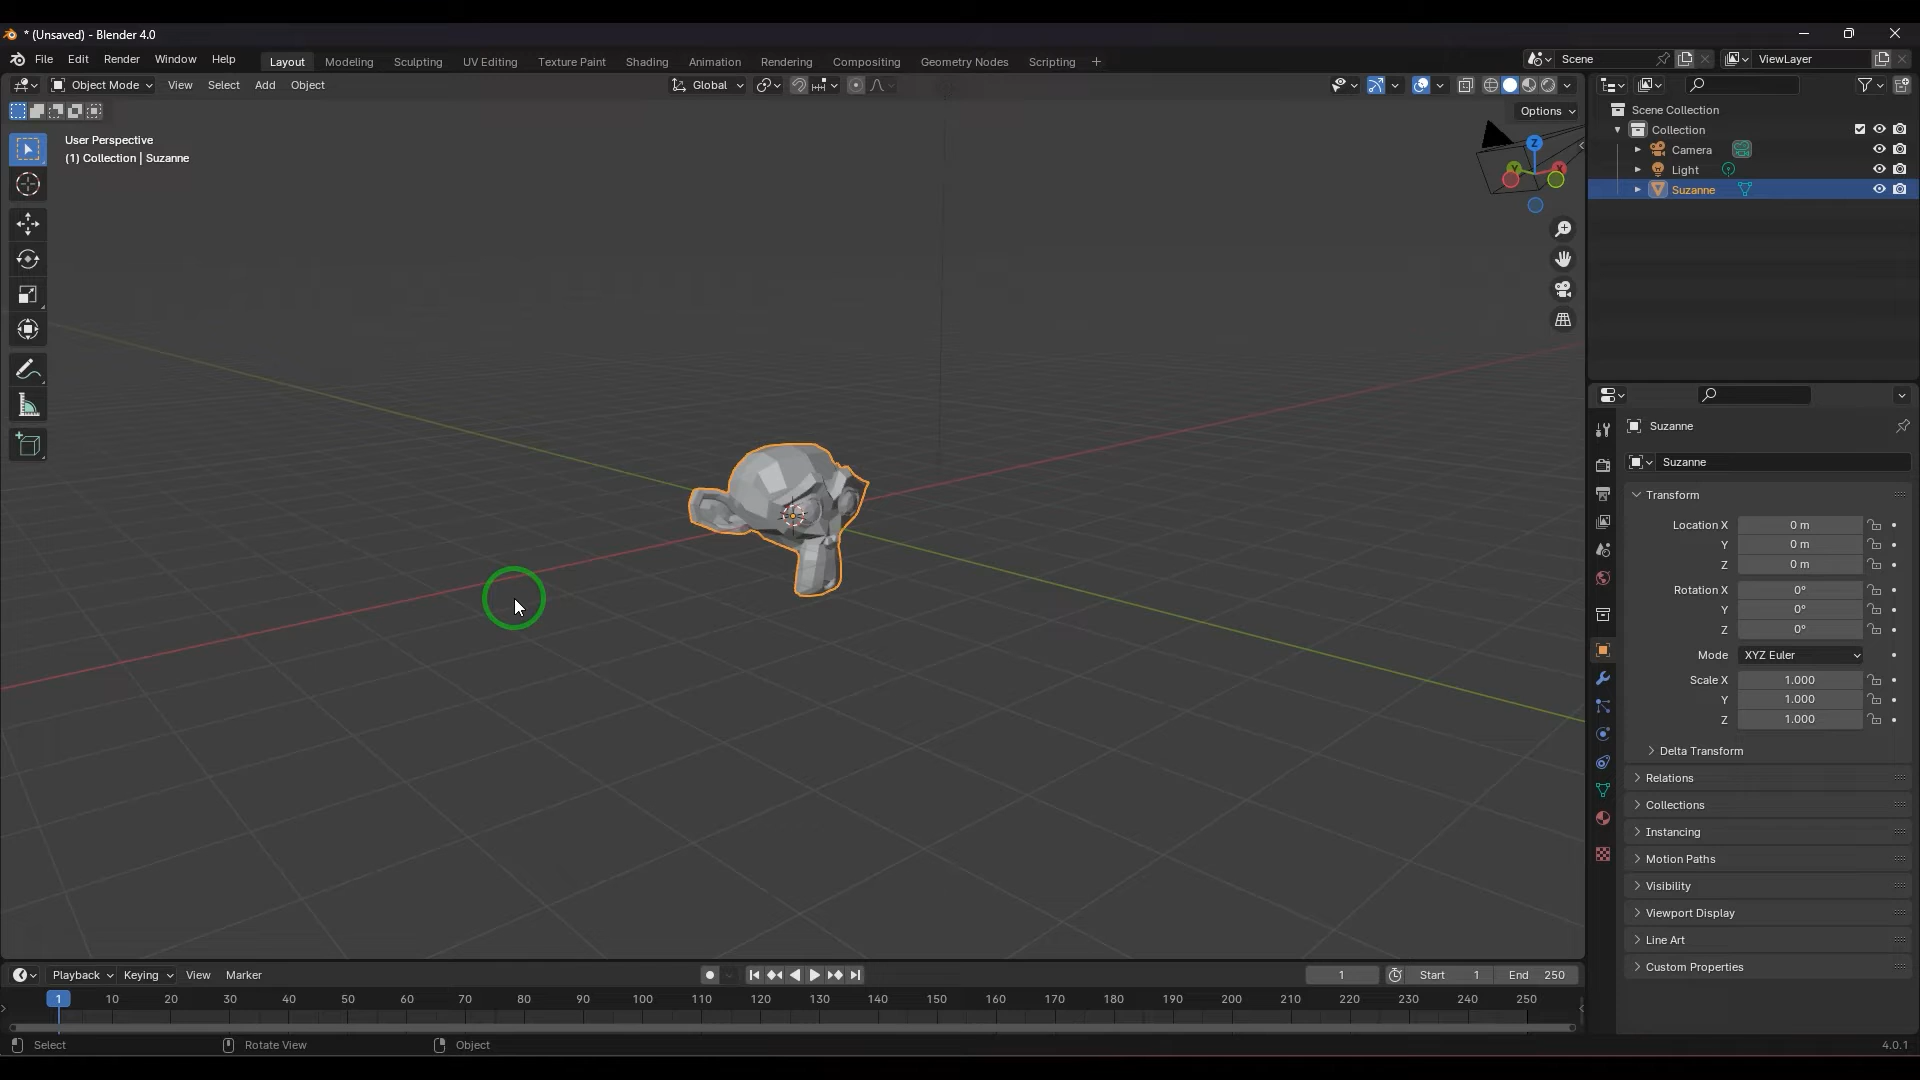 * (Unsaved) - Blender 4.0
File Edit Render Window Help Layout Modeling Sculpting UV Editing Texture Paint Shading Animation Rendering Compositing Geometry Nodes Scripting + Scene ViewLayer
Object Mode View Select Add Object Global
Options
User Perspective
(1) Collection | Suzanne
Z
Y
X
Scene Collection
Collection
Camera
Light
Suzanne
Suzanne
Suzanne
Transform
Location X 0 m
Y 0 m
Z 0 m
Rotation X 0°
Y 0°
Z 0°
Mode XYZ Euler
Scale X 1.000
Y 1.000
Z 1.000
Delta Transform
Relations
Collections
Instancing
Motion Paths
Visibility
Viewport Display
Line Art
Custom Properties
Playback Keying View Marker 1 Start 1 End 250
1 10 20 30 40 50 60 70 80 90 100 110 120 130 140 150 160 170 180 190 200 210 220 230 240 250
Select Rotate View Object 4.0.1